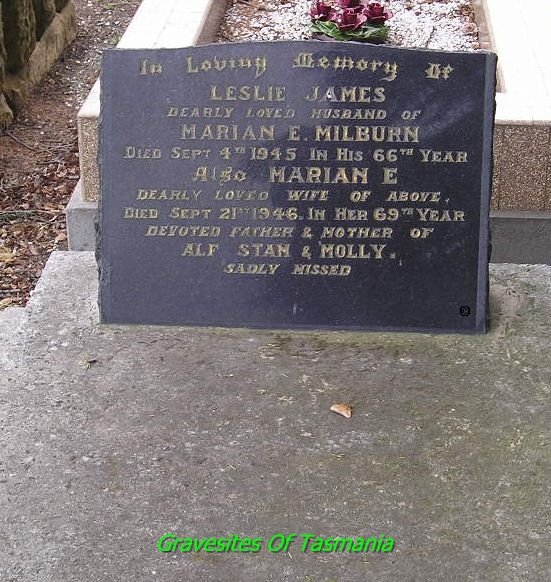 In Loving Memory Of
LESLIE JAMES
DEARLY LOVED HUSBAND OF
MARIAN E. MILBURN
DIED SEPT 4TH 1945 IN HIS 66TH YEAR
ALSO MARIAN E
DEARLY LOVED WIFE OF ABOVE.
DIED SEPT 21ST 1946. IN HER 69TH YEAR
DEVOTED FATHER & MOTHER OF
ALF STAN & MOLLY.
SADLY MISSED
©
Gravesites Of Tasmania